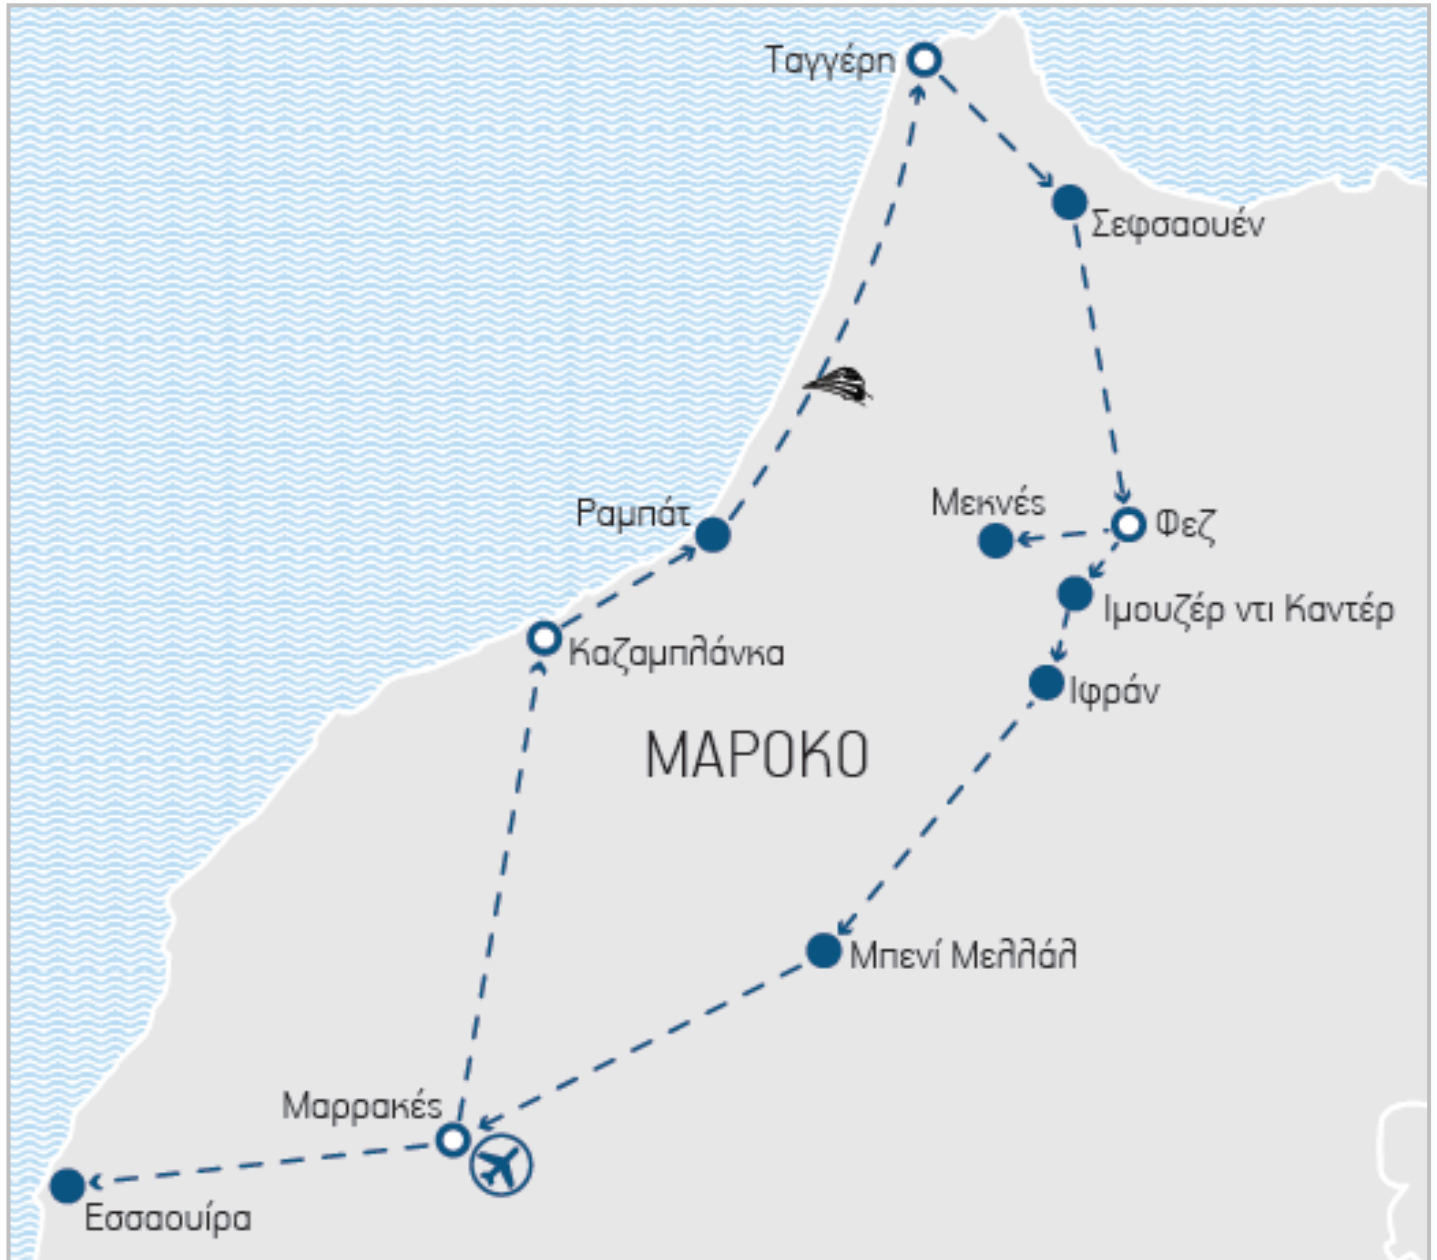 Ταγγέρη
Σεφσαουέν
Μεκνές
Ραμπάτ
Φεζ
Ιμουζέρ ντι Καντέρ
Καζαμπλάνκα
Ιφράν
ΜΑΡΟΚΟ
Μπενί Μελλάλ
Μαρρακές
Εσσαουίρα